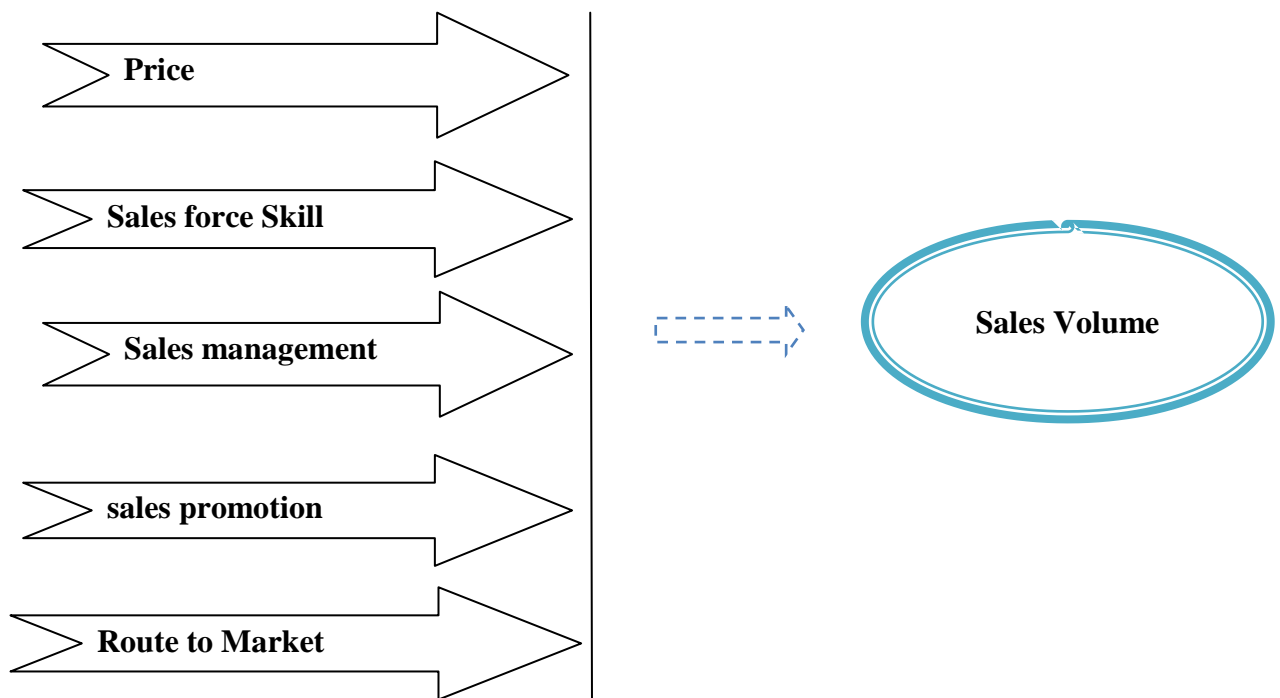 Price
Sales force Skill
Sales management
Sales Volume
sales promotion
Route to Market